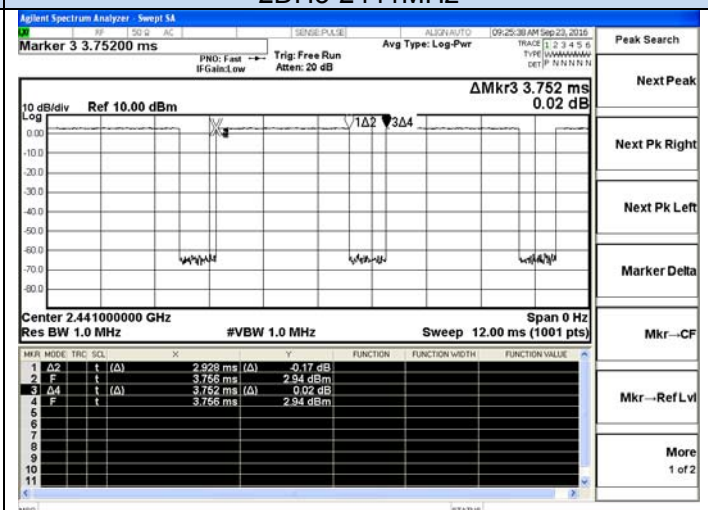 2DH5-2441MHz
Agilent Spectrum Analyzer - Swept SA
RF 50 Ω AC SENSE:PULSE ALIGN AUTO 09:25:38 AM Sep 23, 2016
Marker 3 3.75200 ms
PNO: Fast
IFGain:Low
Trig: Free Run
Atten: 20 dB
Avg Type: Log-Pwr
TRACE 1 2 3 4 5 6
TYPE WWWWWW
DET P N N N N N
Peak Search
ΔMkr3 3.752 ms
0.02 dB
10 dB/div Ref 10.00 dBm
Log
1Δ2 3Δ4
0.00
-10.0
-20.0
-30.0
-40.0
-50.0
-60.0
-70.0
-80.0
Center 2.441000000 GHz Span 0 Hz
Res BW 1.0 MHz #VBW 1.0 MHz Sweep 12.00 ms (1001 pts)
MKR MODE TRC SCL X Y FUNCTION FUNCTION WIDTH FUNCTION VALUE
1 Δ2 t (Δ) 2.928 ms (Δ) -0.17 dB
2 F t 3.756 ms 2.94 dBm
3 Δ4 t (Δ) 3.752 ms (Δ) 0.02 dB
4 F t 3.756 ms 2.94 dBm
5
6
7
8
9
10
11
MSG STATUS
Next Peak
Next Pk Right
Next Pk Left
Marker Delta
Mkr→CF
Mkr→Ref Lvl
More
1 of 2